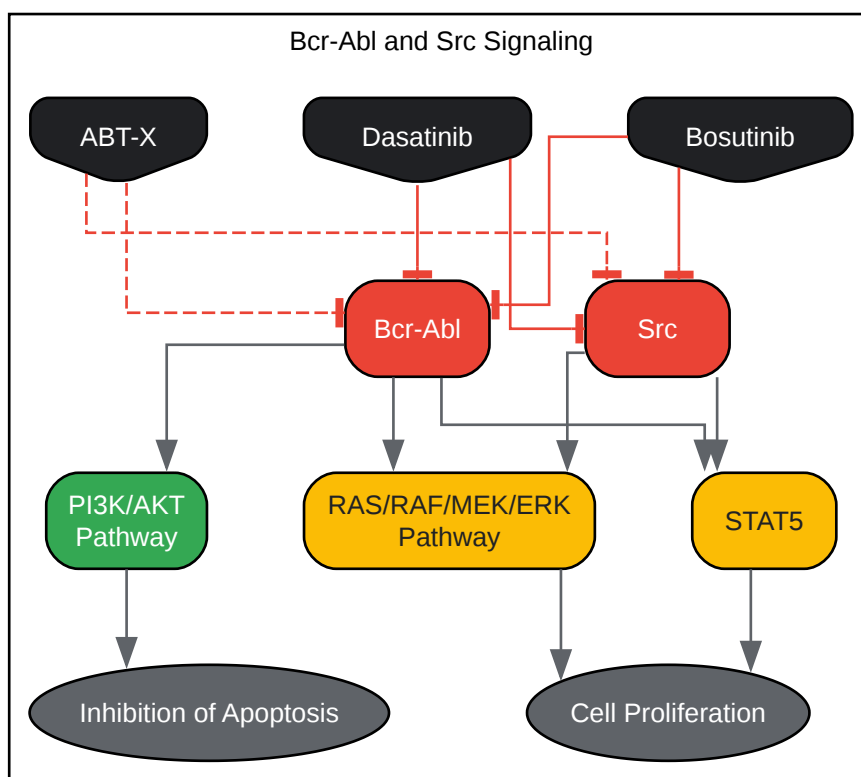 Bcr-Abl and Src Signaling
ABT-X
Dasatinib
Bosutinib
Bcr-Abl
Src
PI3K/AKT
Pathway
RAS/RAF/MEK/ERK
Pathway
STAT5
Inhibition of Apoptosis
Cell Proliferation